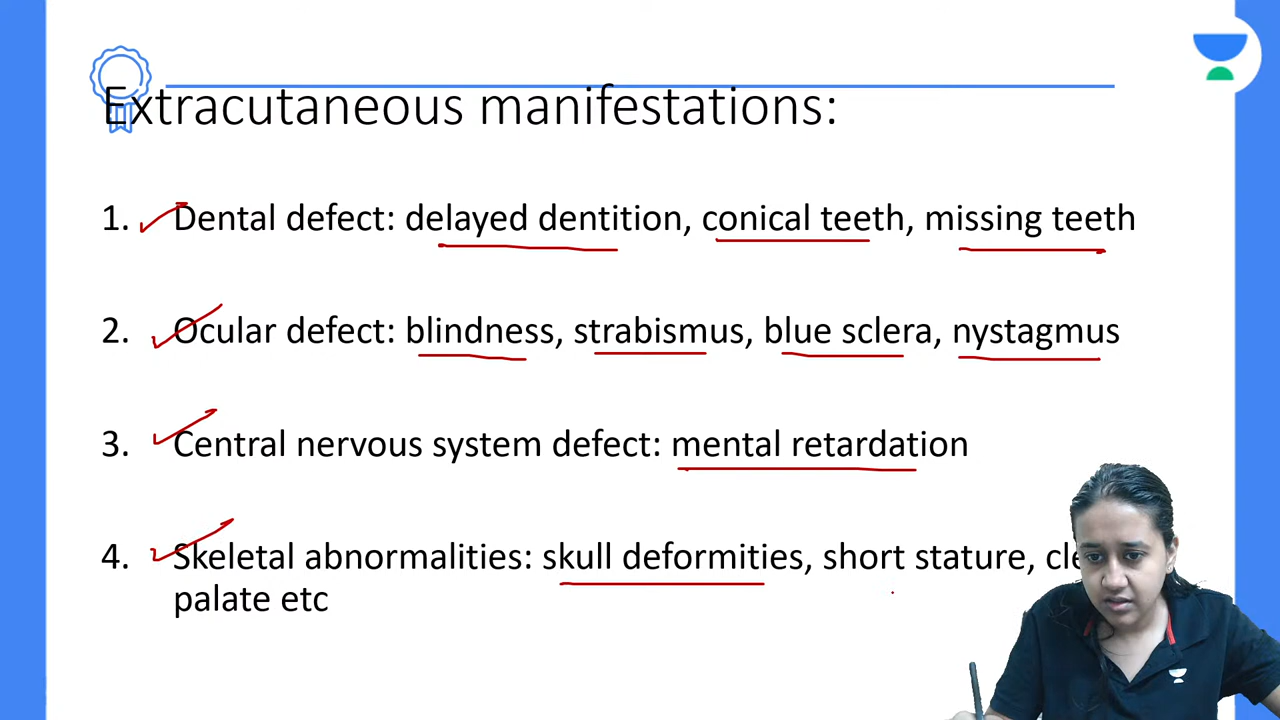 Extracutaneous manifestations:
1. Dental defect: delayed dentition, conical teeth, missing teeth
2. Ocular defect: blindness, strabismus, blue sclera, nystagmus
3. Central nervous system defect: mental retardation
4. Skeletal abnormalities: skull deformities, short stature,
palate etc